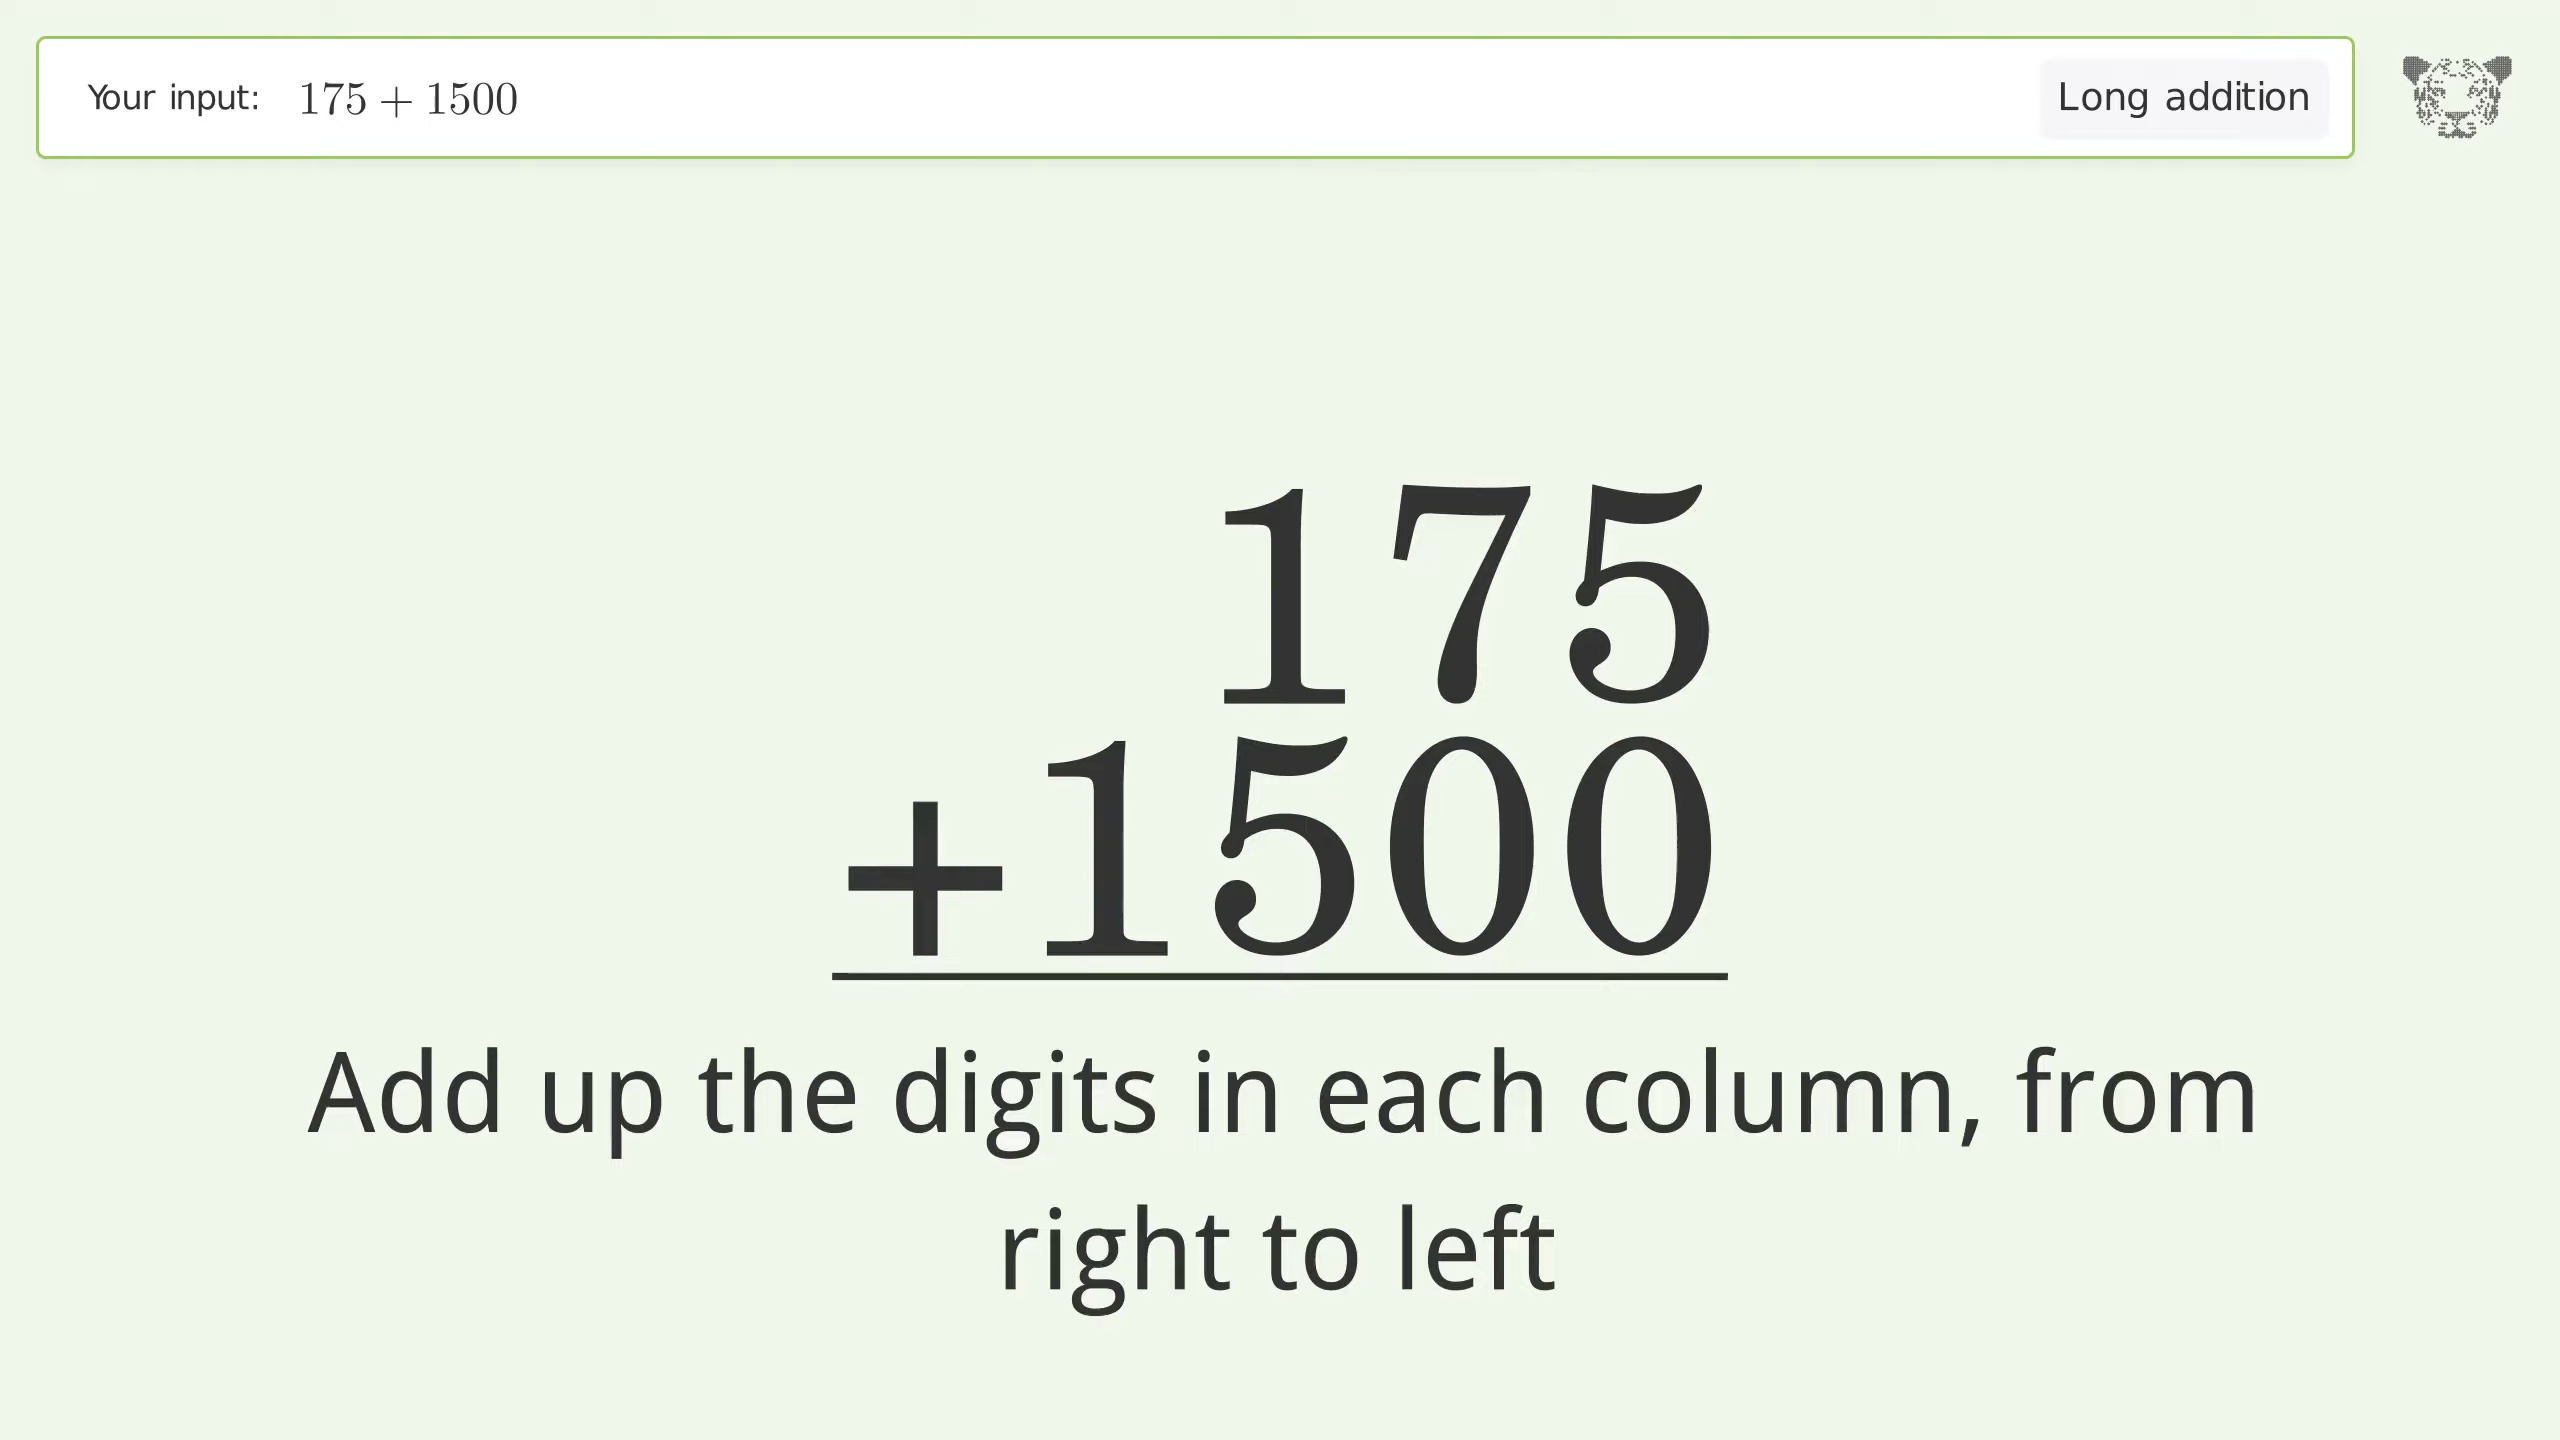 Your input: 175 + 1500
Long addition
175
+1500
Add up the digits in each column, from
right to left